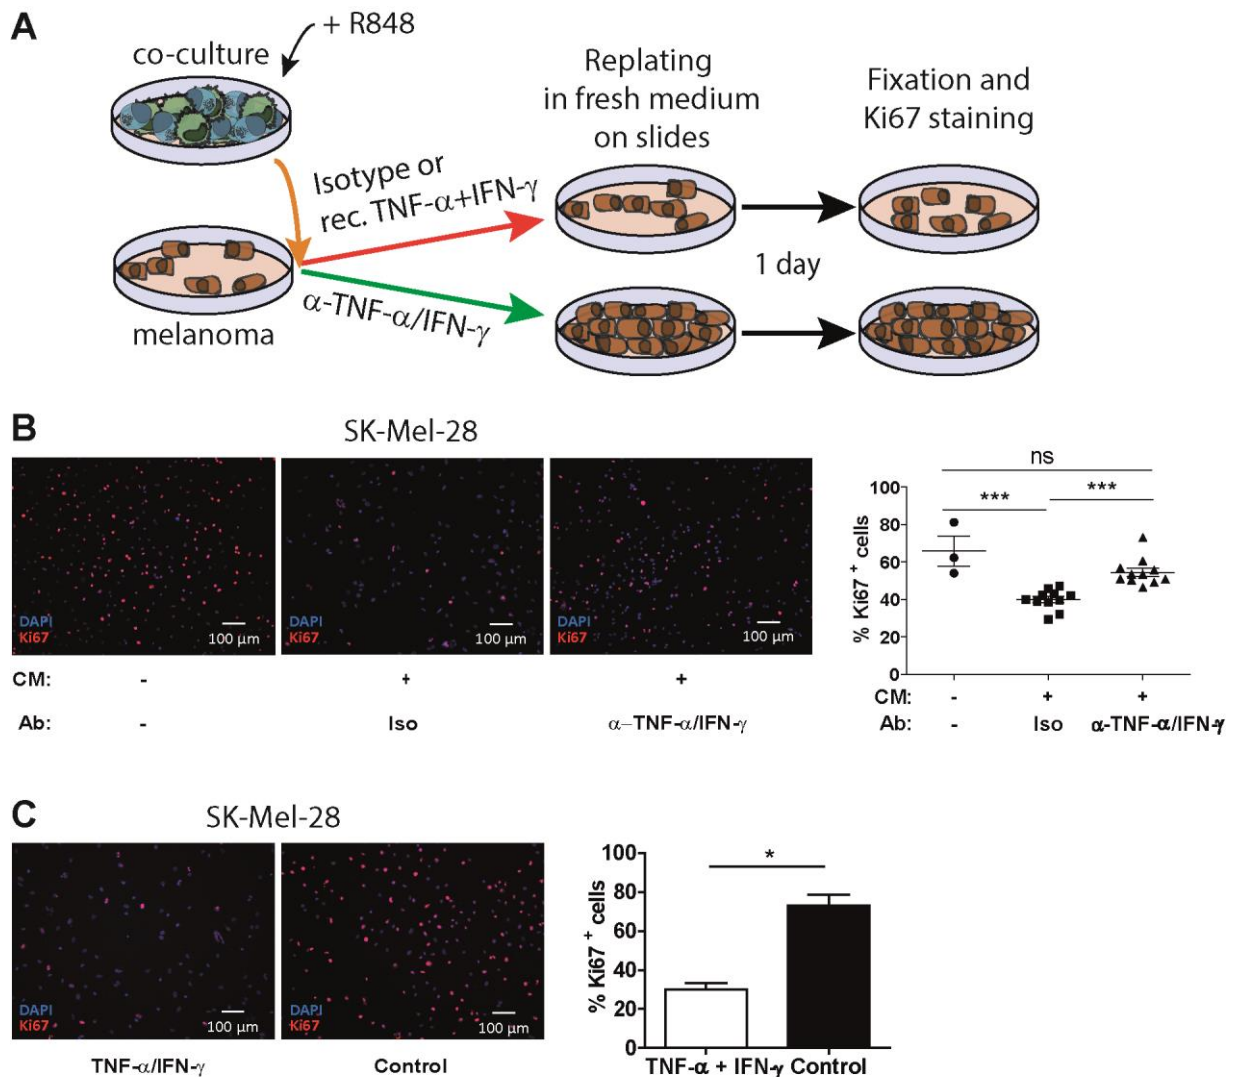 A
+ R848
co-culture
Replating
in fresh medium
on slides
Fixation and
Ki67 staining
Isotype or
rec. TNF-α+IFN-γ
1 day
α-TNF-α/IFN-γ
melanoma
B
SK-Mel-28
DAPI
Ki67
100 µm
DAPI
Ki67
100 µm
DAPI
Ki67
100 µm
CM: - + +
Ab: - Iso α–TNF-α/IFN-γ
ns
*** ***
% Ki67 + cells
100
80
60
40
20
0
CM: - + +
Ab: - Iso α-TNF-α/IFN-γ
C
SK-Mel-28
DAPI
Ki67
100 µm
DAPI
Ki67
100 µm
TNF-α/IFN-γ Control
*
% Ki67 + cells
100
80
60
40
20
0
TNF-α + IFN-γ Control